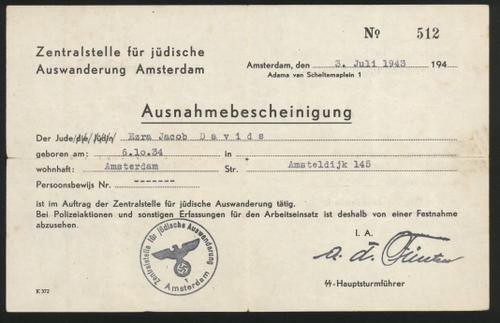 Nº 512
Zentralstelle für jüdische
Auswanderung Amsterdam
Amsterdam, den 3. Juli 1943 194
Adama van Scheltemaplein 1
Ausnahmebescheinigung
Der Jude/die Jüdin Ezra Jacob Davids
geboren am: 6.10.34 in
wohnhaft: Amsterdam Str. Amsteldijk 145
Persoonsbewijs Nr. -------
ist im Auftrag der Zentralstelle für jüdische Auswanderung tätig.
Bei Polizeiaktionen und sonstigen Erfassungen für den Arbeitseinsatz ist deshalb von einer Festnahme
abzusehen.
I. A.
a. d. Fünten
SS-Hauptsturmführer
Zentralstelle für jüdische Auswanderung
Amsterdam
K 372